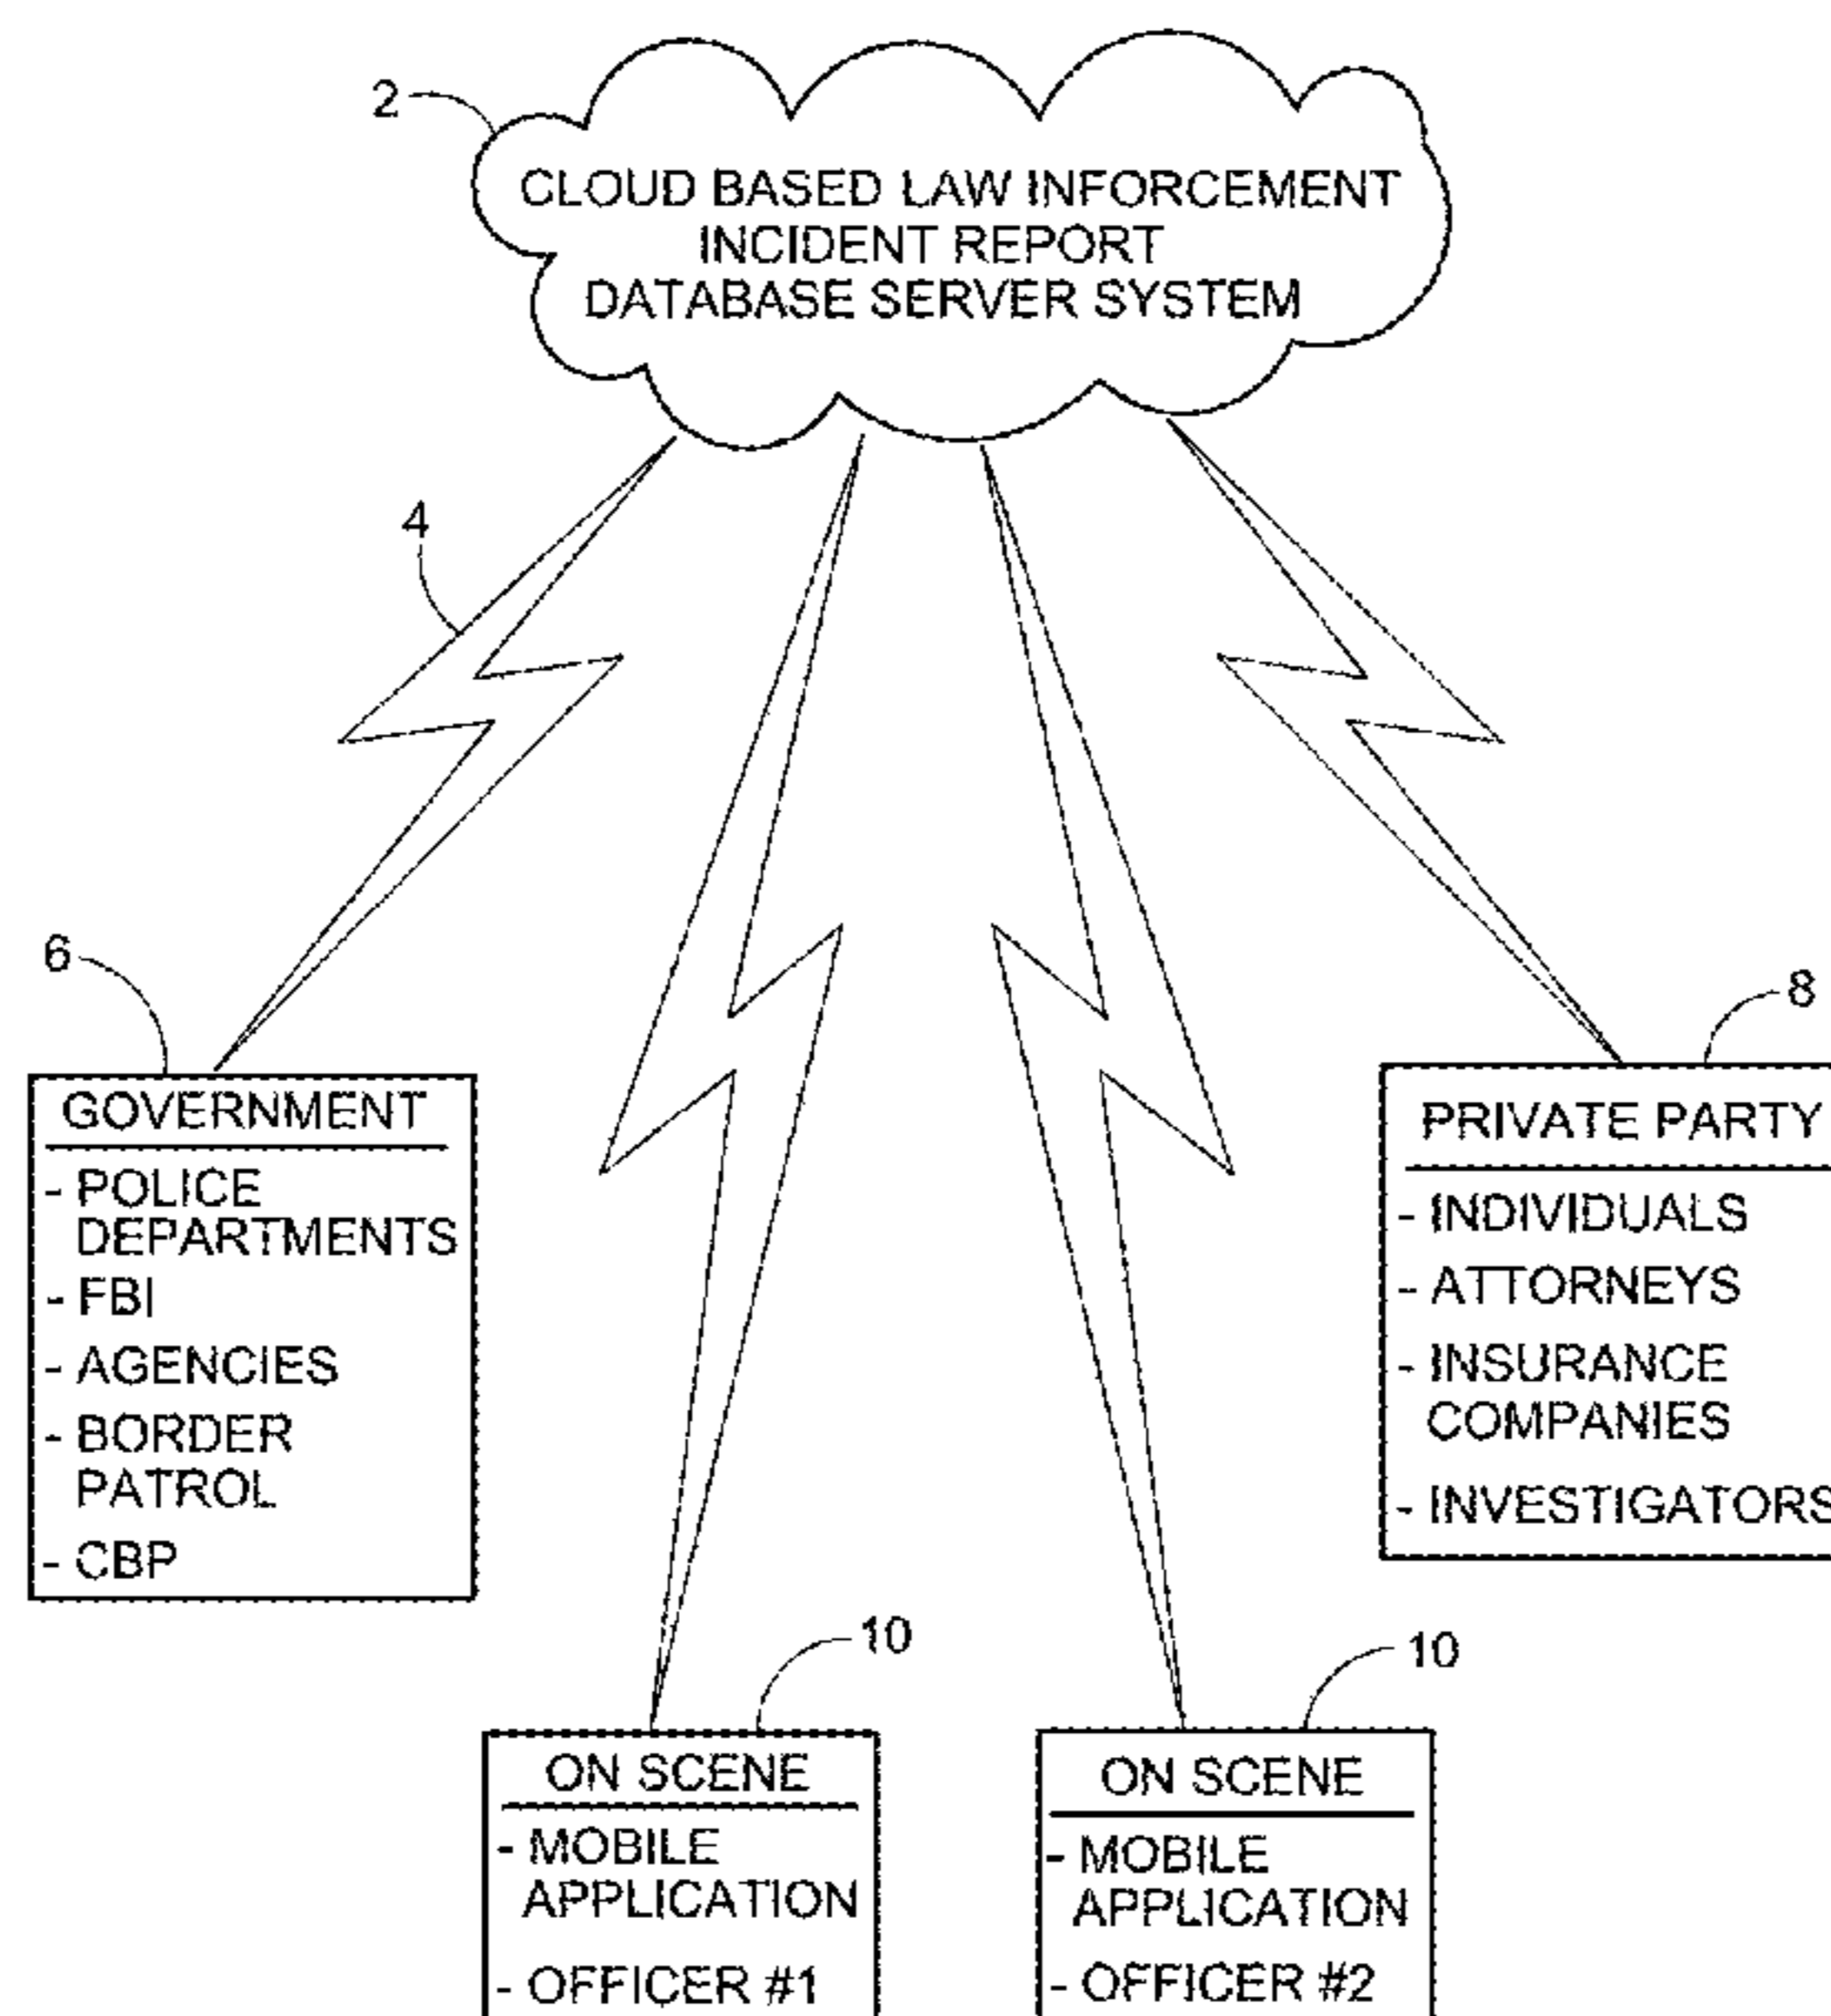 2
CLOUD BASED LAW INFORCEMENT
INCIDENT REPORT
DATABASE SERVER SYSTEM
4
6
GOVERNMENT
- POLICE
DEPARTMENTS
- FBI
- AGENCIES
- BORDER
PATROL
- CBP
8
PRIVATE PARTY
- INDIVIDUALS
- ATTORNEYS
- INSURANCE
COMPANIES
- INVESTIGATORS
10
ON SCENE
- MOBILE
APPLICATION
- OFFICER #1
10
ON SCENE
- MOBILE
APPLICATION
- OFFICER #2